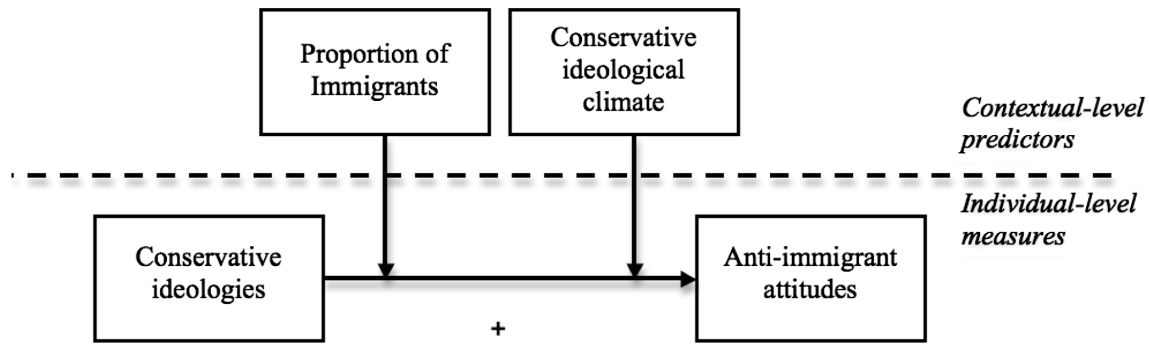 Proportion of
Immigrants
Conservative
ideological
climate
Contextual-level
predictors
Individual-level
measures
Conservative
ideologies
Anti-immigrant
attitudes
+